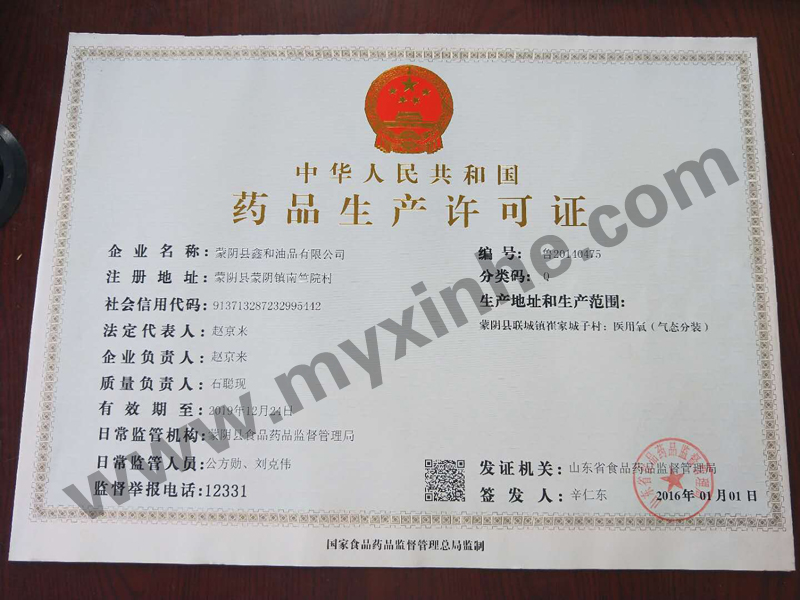 中华人民共和国
药品生产许可证
企业名称：蒙阴县鑫和油品有限公司
注册地址：蒙阴县蒙阴镇南竺院村
社会信用代码：913713287232995442
法定代表人：赵京来
企业负责人：赵京来
质量负责人：石聪现
有效期至：2019年12月24日
日常监管机构：蒙阴县食品药品监督管理局
日常监管人员：公方勋、刘克伟
监督举报电话：12331
编号：鲁20140475
分类码：Q
生产地址和生产范围：
蒙阴县联城镇崔家城子村：医用氧（气态分装）
发证机关：山东省食品药品监督管理局
签发人：辛仁东
2016年01月01日
国家食品药品监督管理总局监制
www.myxinhe.com